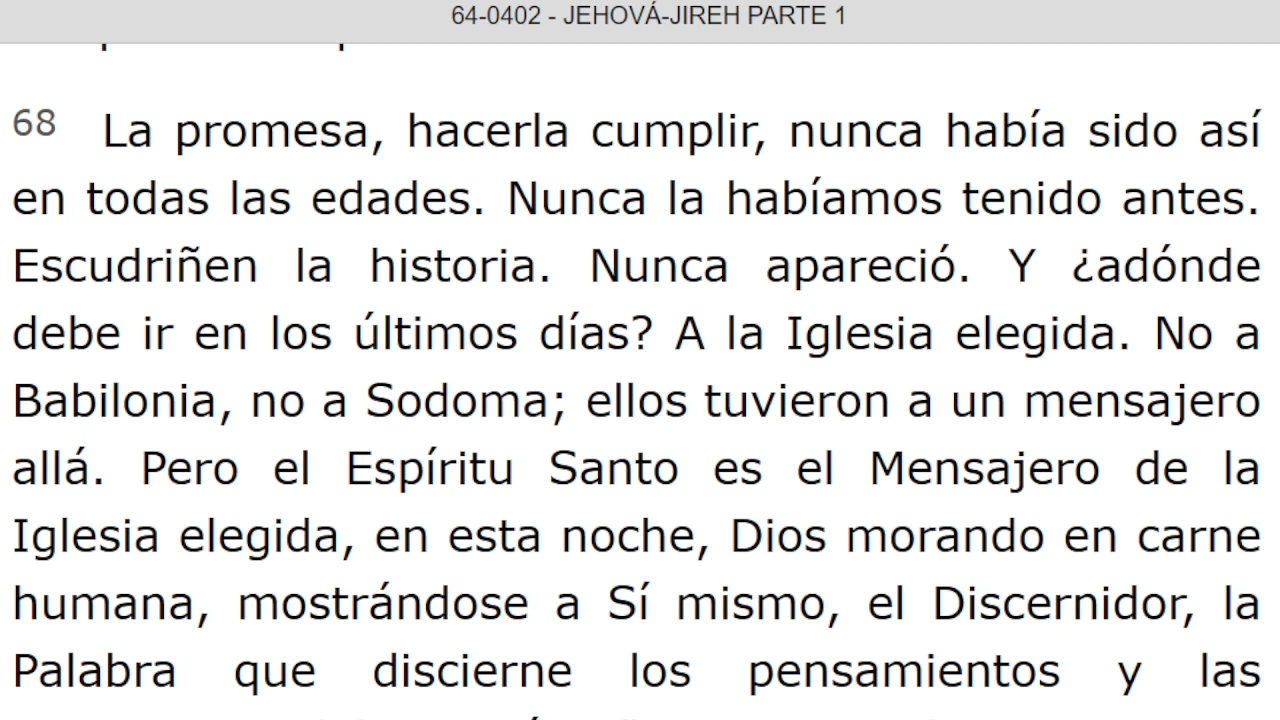 64-0402 - JEHOVÁ-JIREH PARTE 1
68 La promesa, hacerla cumplir, nunca había sido así
en todas las edades. Nunca la habíamos tenido antes.
Escudriñen la historia. Nunca apareció. Y ¿adónde
debe ir en los últimos días? A la Iglesia elegida. No a
Babilonia, no a Sodoma; ellos tuvieron a un mensajero
allá. Pero el Espíritu Santo es el Mensajero de la
Iglesia elegida, en esta noche, Dios morando en carne
humana, mostrándose a Sí mismo, el Discernidor, la
Palabra que discierne los pensamientos y las